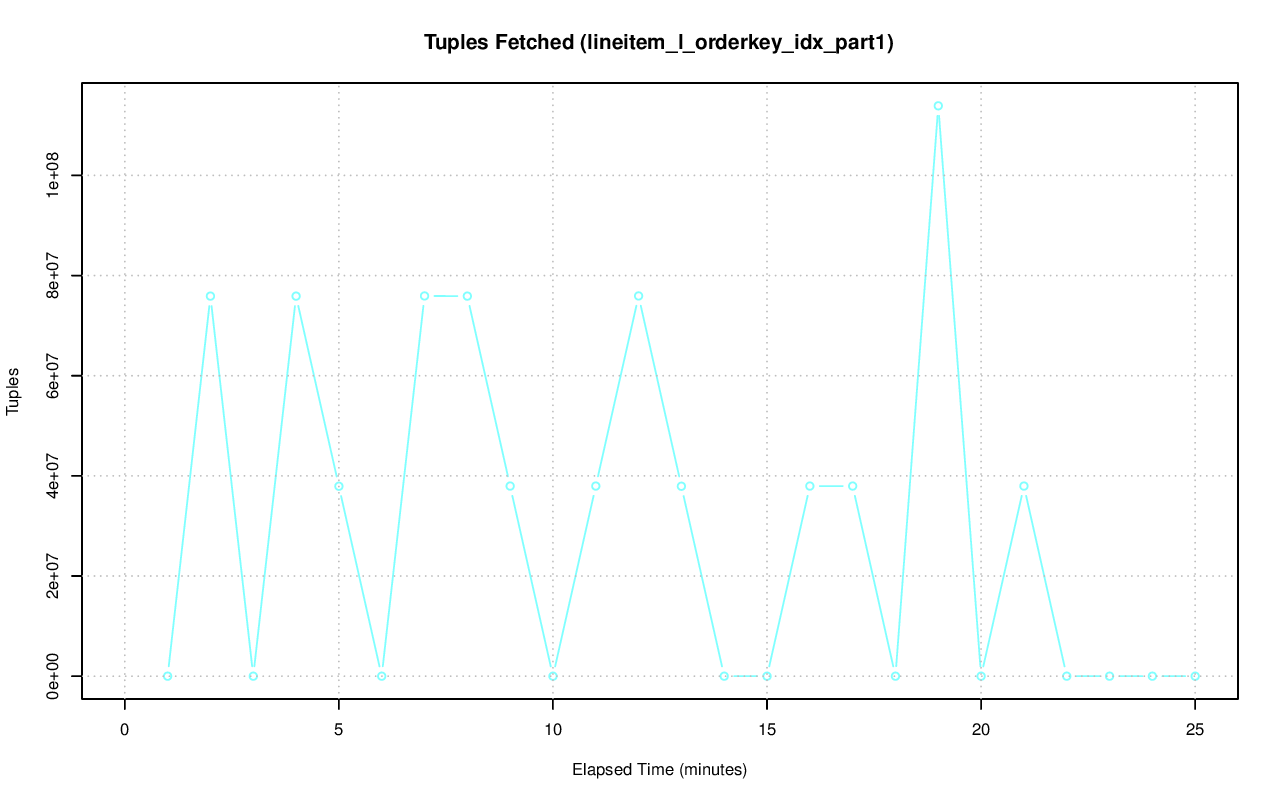 Tuples Fetched (lineitem_l_orderkey_idx_part1)
1e+08
8e+07
6e+07
4e+07
2e+07
0e+00
Tuples
0 5 10 15 20 25
Elapsed Time (minutes)